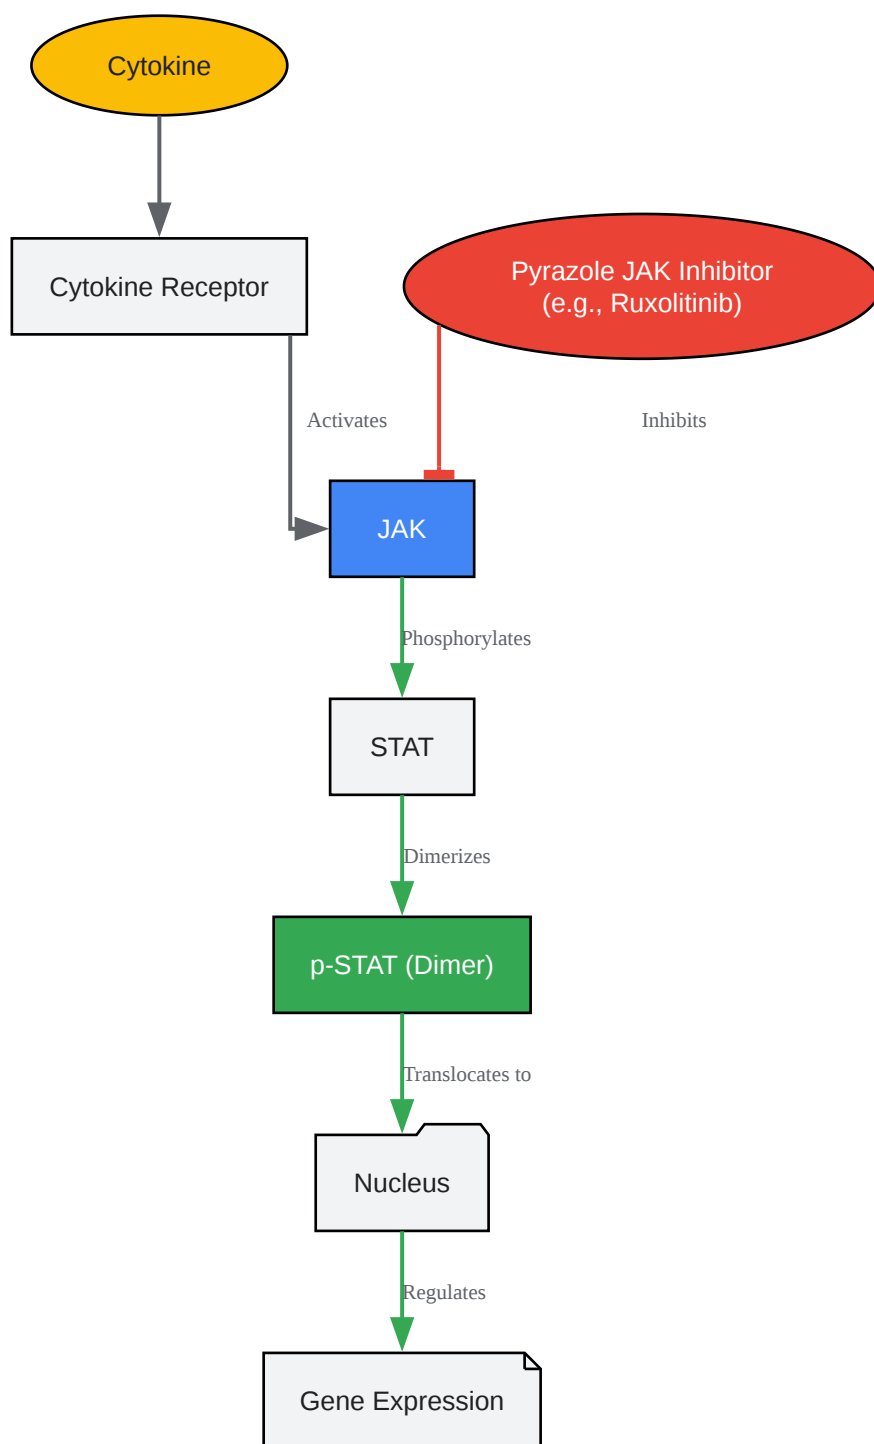 Cytokine
Cytokine Receptor
Pyrazole JAK Inhibitor
(e.g., Ruxolitinib)
Activates
Inhibits
JAK
Phosphorylates
STAT
Dimerizes
p-STAT (Dimer)
Translocates to
Nucleus
Regulates
Gene Expression